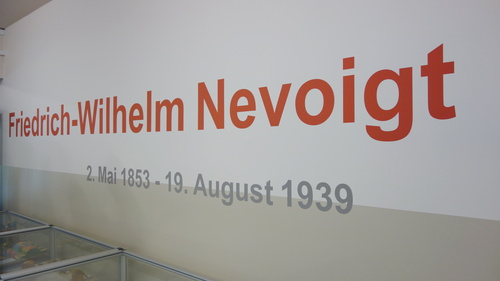 Friedrich-Wilhelm Nevoigt
2. Mai 1853 - 19. August 1939